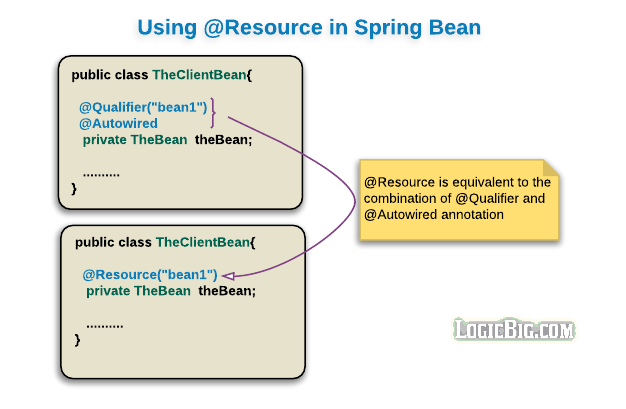 Using @Resource in Spring Bean
public class TheClientBean{
@Qualifier("bean1")
@Autowired
private TheBean theBean;
..........
}
@Resource is equivalent to the
combination of @Qualifier and
@Autowired annotation
public class TheClientBean{
@Resource("bean1")
private TheBean theBean;
..........
}
LogicBig.com